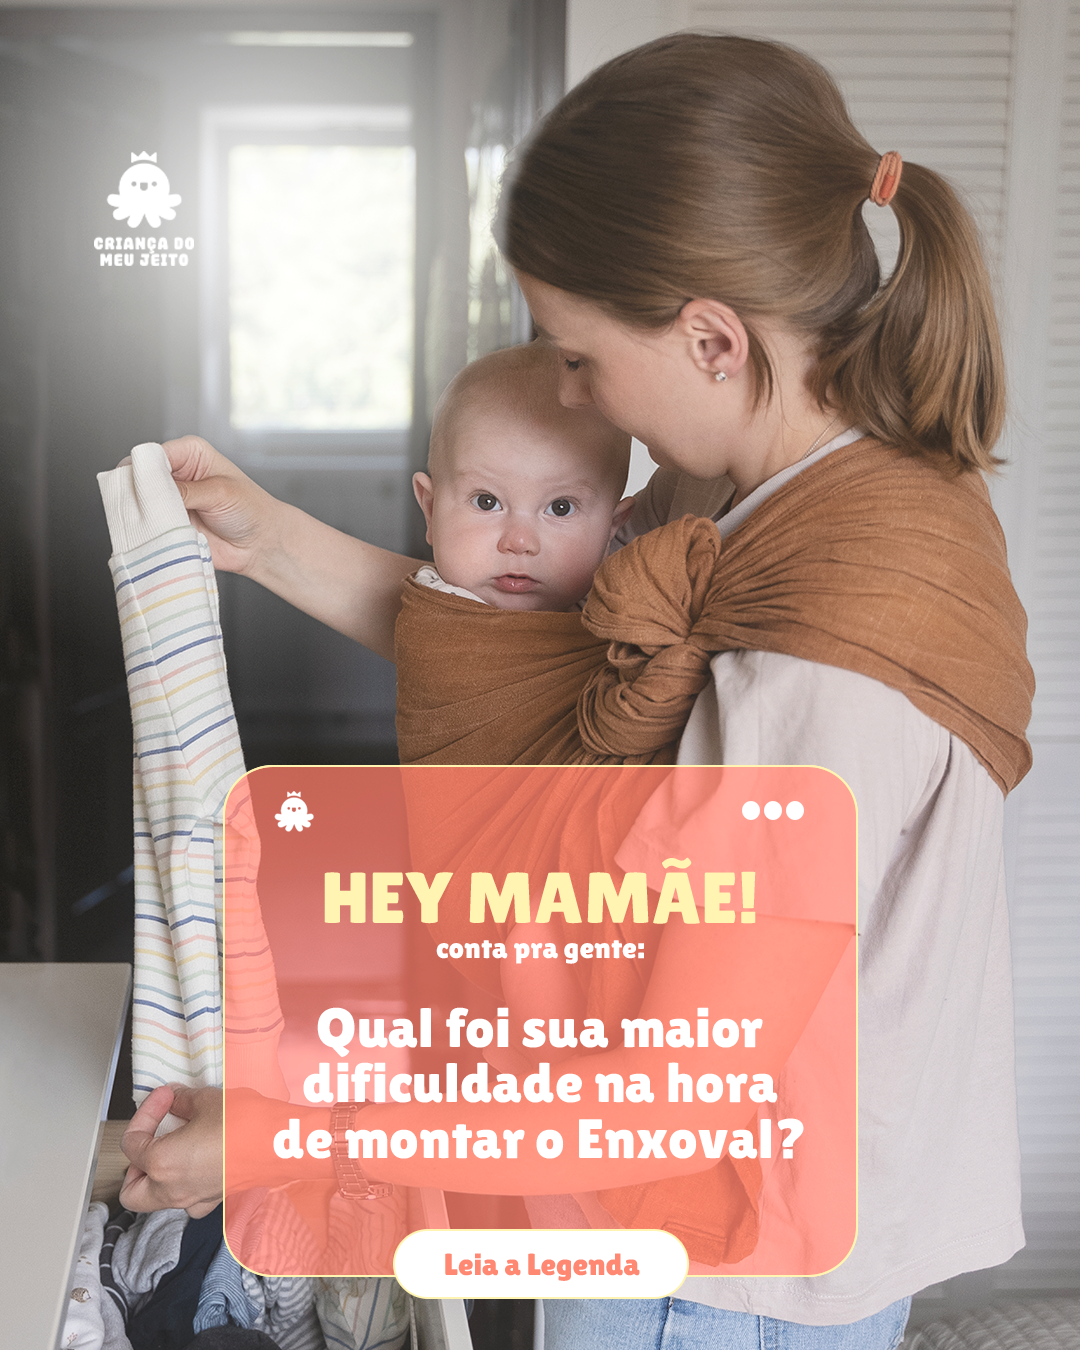 CRIANÇA DO
MEU JEITO
HEY MAMÃE!
conta pra gente:
Qual foi sua maior
dificuldade na hora
de montar o Enxoval?
Leia a Legenda